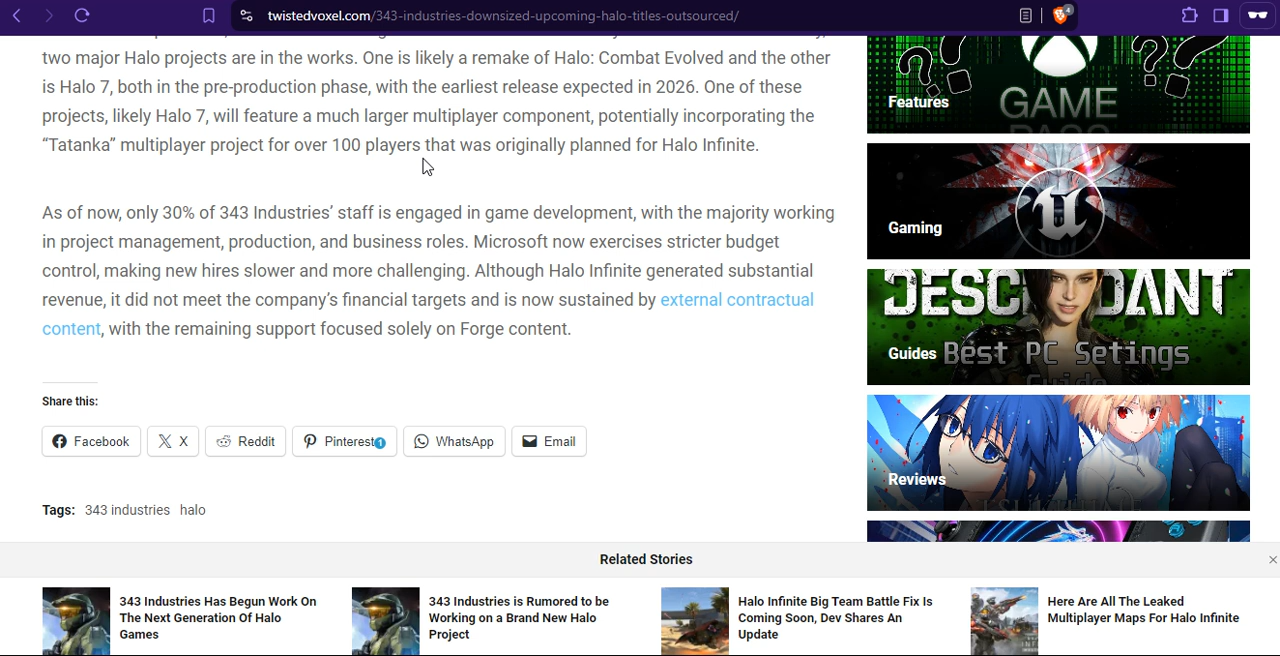 twistedvoxel.com/343-industries-downsized-upcoming-halo-titles-outsourced/
4
two major Halo projects are in the works. One is likely a remake of Halo: Combat Evolved and the other
is Halo 7, both in the pre-production phase, with the earliest release expected in 2026. One of these
projects, likely Halo 7, will feature a much larger multiplayer component, potentially incorporating the
“Tatanka” multiplayer project for over 100 players that was originally planned for Halo Infinite.
As of now, only 30% of 343 Industries’ staff is engaged in game development, with the majority working
in project management, production, and business roles. Microsoft now exercises stricter budget
control, making new hires slower and more challenging. Although Halo Infinite generated substantial
revenue, it did not meet the company’s financial targets and is now sustained by external contractual
content, with the remaining support focused solely on Forge content.
Share this:
Facebook X Reddit Pinterest 1 WhatsApp Email
Tags: 343 industries halo
Features
GAME
PASS
Gaming
DESCENDANT
Guides
Best PC Setings
Guide
Reviews
Related Stories
343 Industries Has Begun Work On
The Next Generation Of Halo
Games
343 Industries is Rumored to be
Working on a Brand New Halo
Project
Halo Infinite Big Team Battle Fix Is
Coming Soon, Dev Shares An
Update
Here Are All The Leaked
Multiplayer Maps For Halo Infinite